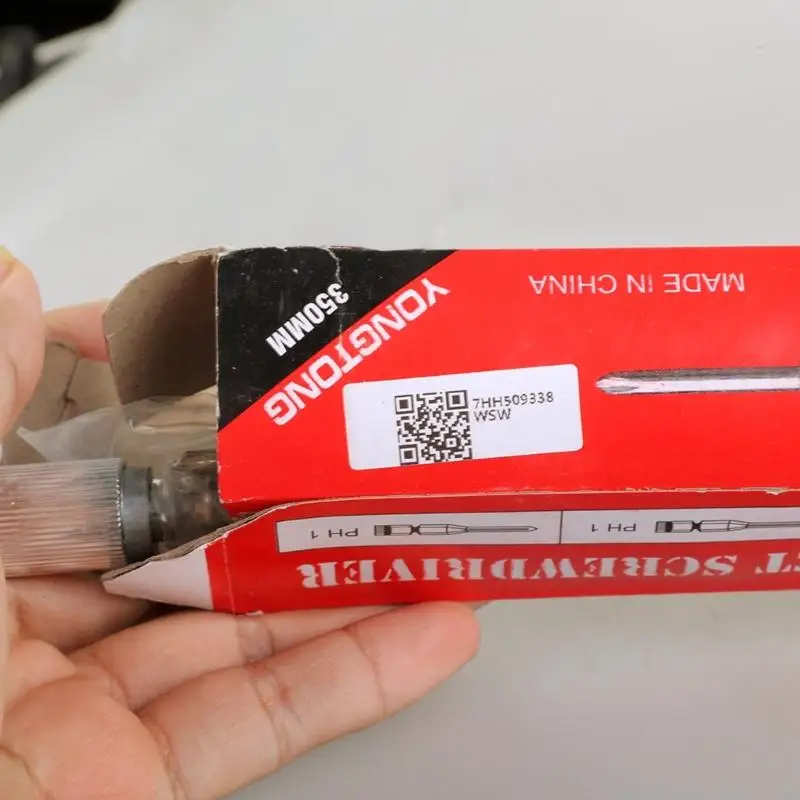 MADE IN CHINA
350MM
YONGTONG
7HH509338
WSW
PH 1
PH 1
T SCREWDRIVER